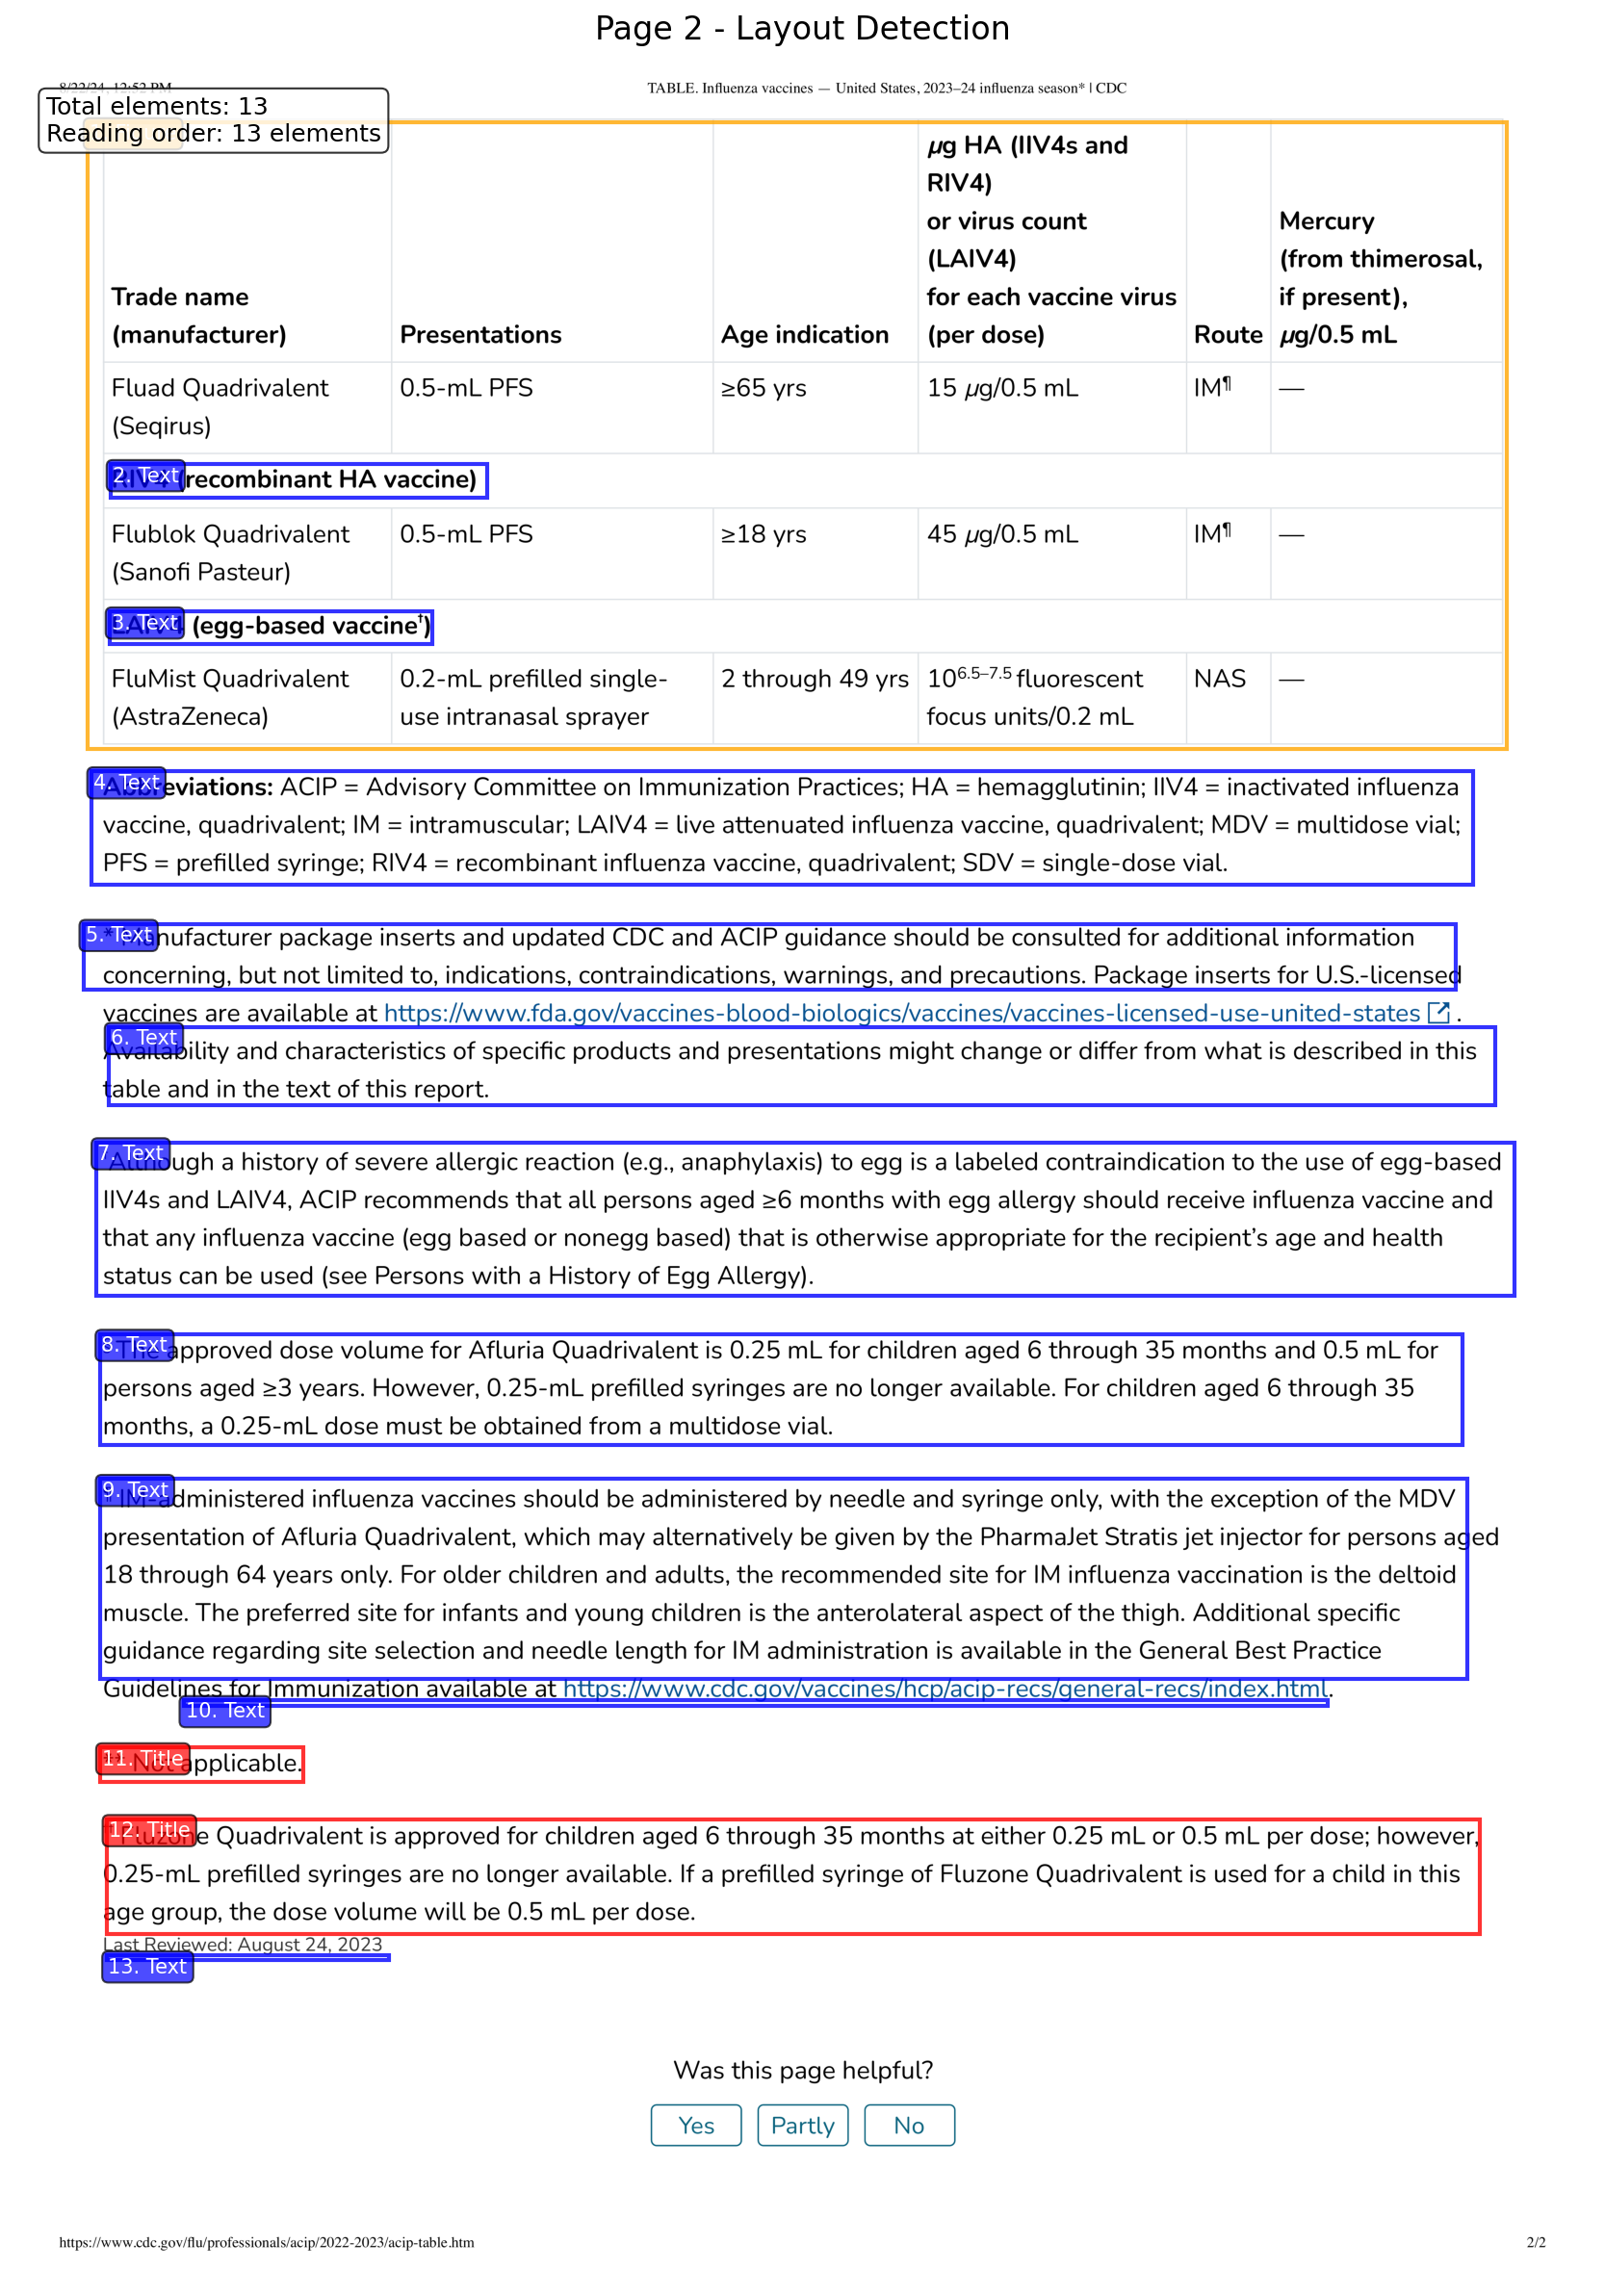 Page 2 - Layout Detection
8/22/24, 12:52 PM
TABLE. Influenza vaccines — United States, 2023–24 influenza season* | CDC
Total elements: 13
Reading order: 13 elements
Trade name
(manufacturer)
Presentations
Age indication
µg HA (IIV4s and
RIV4)
or virus count
(LAIV4)
for each vaccine virus
(per dose)
Route
Mercury
(from thimerosal,
if present),
µg/0.5 mL
Fluad Quadrivalent
(Seqirus)
0.5-mL PFS
≥65 yrs
15 µg/0.5 mL
IM¶
—
2. Text
RIV4 (recombinant HA vaccine)
Flublok Quadrivalent
(Sanofi Pasteur)
0.5-mL PFS
≥18 yrs
45 µg/0.5 mL
IM¶
—
3. Text
LAIV4 (egg-based vaccine†)
FluMist Quadrivalent
(AstraZeneca)
0.2-mL prefilled single-
use intranasal sprayer
2 through 49 yrs
10⁶·⁵–⁷·⁵ fluorescent
focus units/0.2 mL
NAS
—
4. Text
Abbreviations: ACIP = Advisory Committee on Immunization Practices; HA = hemagglutinin; IIV4 = inactivated influenza
vaccine, quadrivalent; IM = intramuscular; LAIV4 = live attenuated influenza vaccine, quadrivalent; MDV = multidose vial;
PFS = prefilled syringe; RIV4 = recombinant influenza vaccine, quadrivalent; SDV = single-dose vial.
5. Text
* Manufacturer package inserts and updated CDC and ACIP guidance should be consulted for additional information
concerning, but not limited to, indications, contraindications, warnings, and precautions. Package inserts for U.S.-licensed
vaccines are available at https://www.fda.gov/vaccines-blood-biologics/vaccines/vaccines-licensed-use-united-states .
6. Text
Availability and characteristics of specific products and presentations might change or differ from what is described in this
table and in the text of this report.
7. Text
Although a history of severe allergic reaction (e.g., anaphylaxis) to egg is a labeled contraindication to the use of egg-based
IIV4s and LAIV4, ACIP recommends that all persons aged ≥6 months with egg allergy should receive influenza vaccine and
that any influenza vaccine (egg based or nonegg based) that is otherwise appropriate for the recipient’s age and health
status can be used (see Persons with a History of Egg Allergy).
8. Text
The approved dose volume for Afluria Quadrivalent is 0.25 mL for children aged 6 through 35 months and 0.5 mL for
persons aged ≥3 years. However, 0.25-mL prefilled syringes are no longer available. For children aged 6 through 35
months, a 0.25-mL dose must be obtained from a multidose vial.
9. Text
IM-administered influenza vaccines should be administered by needle and syringe only, with the exception of the MDV
presentation of Afluria Quadrivalent, which may alternatively be given by the PharmaJet Stratis jet injector for persons aged
18 through 64 years only. For older children and adults, the recommended site for IM influenza vaccination is the deltoid
muscle. The preferred site for infants and young children is the anterolateral aspect of the thigh. Additional specific
guidance regarding site selection and needle length for IM administration is available in the General Best Practice
Guidelines for Immunization available at https://www.cdc.gov/vaccines/hcp/acip-recs/general-recs/index.html.
10. Text
11. Title
** Not applicable.
12. Title
Fluzone Quadrivalent is approved for children aged 6 through 35 months at either 0.25 mL or 0.5 mL per dose; however,
0.25-mL prefilled syringes are no longer available. If a prefilled syringe of Fluzone Quadrivalent is used for a child in this
age group, the dose volume will be 0.5 mL per dose.
Last Reviewed: August 24, 2023
13. Text
Was this page helpful?
Yes
Partly
No
https://www.cdc.gov/flu/professionals/acip/2022-2023/acip-table.htm
2/2